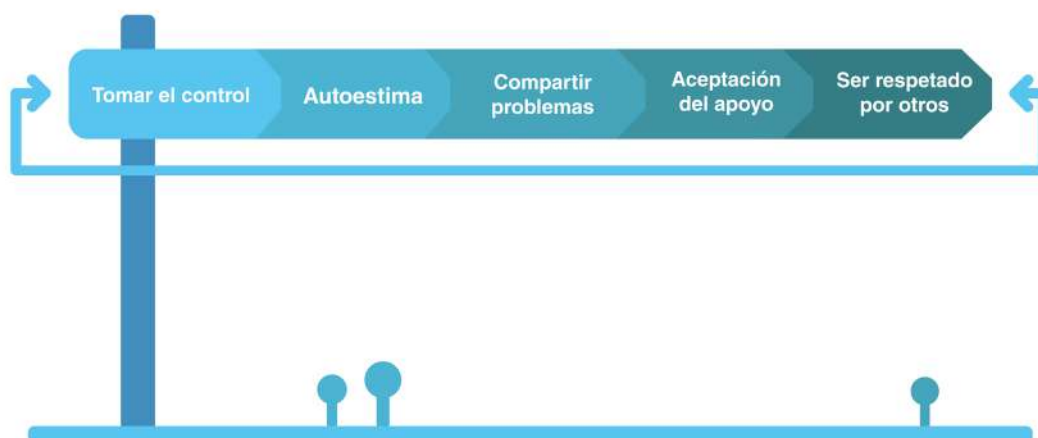 Tomar el control
Autoestima
Compartir
problemas
Aceptación
del apoyo
Ser respetado
por otros